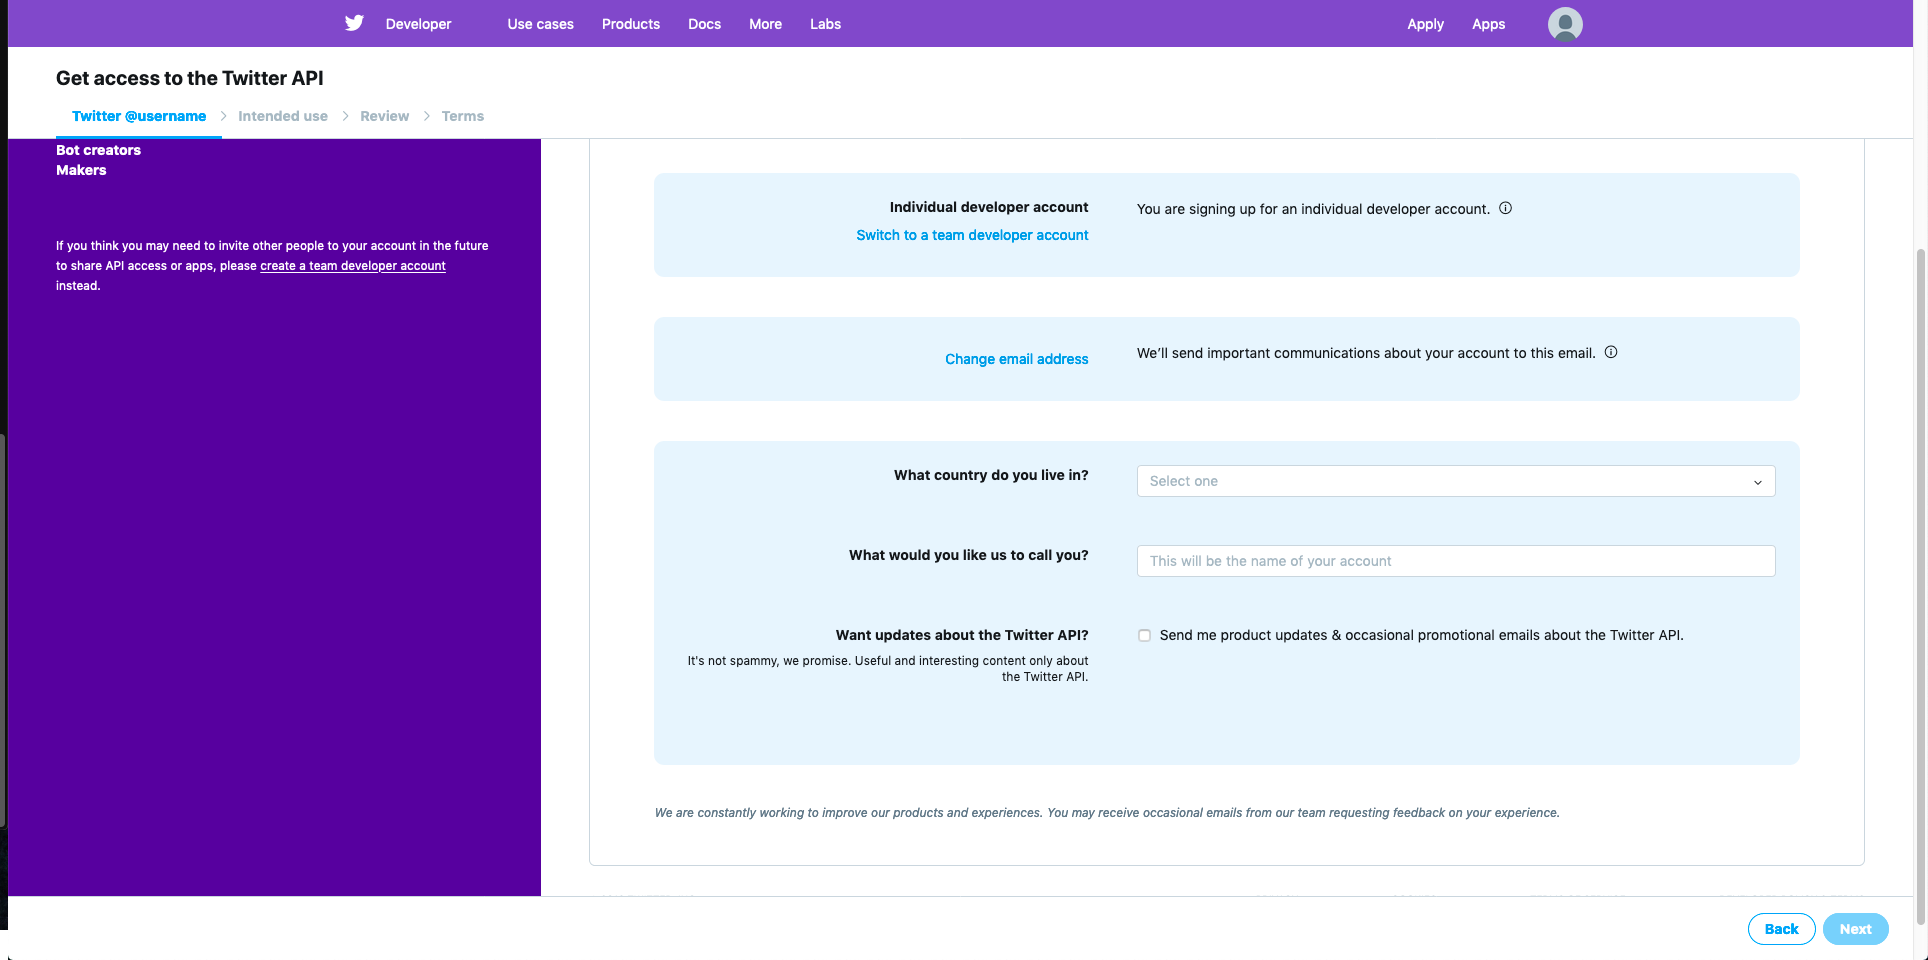 Developer Use cases Products Docs More Labs Apply Apps
Get access to the Twitter API
Twitter @username Intended use Review Terms
Bot creators
Makers
If you think you may need to invite other people to your account in the future
to share API access or apps, please create a team developer account
instead.
Individual developer account
Switch to a team developer account
You are signing up for an individual developer account.
Change email address
We’ll send important communications about your account to this email.
What country do you live in?
Select one
What would you like us to call you?
This will be the name of your account
Want updates about the Twitter API?
It's not spammy, we promise. Useful and interesting content only about
the Twitter API.
Send me product updates & occasional promotional emails about the Twitter API.
We are constantly working to improve our products and experiences. You may receive occasional emails from our team requesting feedback on your experience.
Back
Next